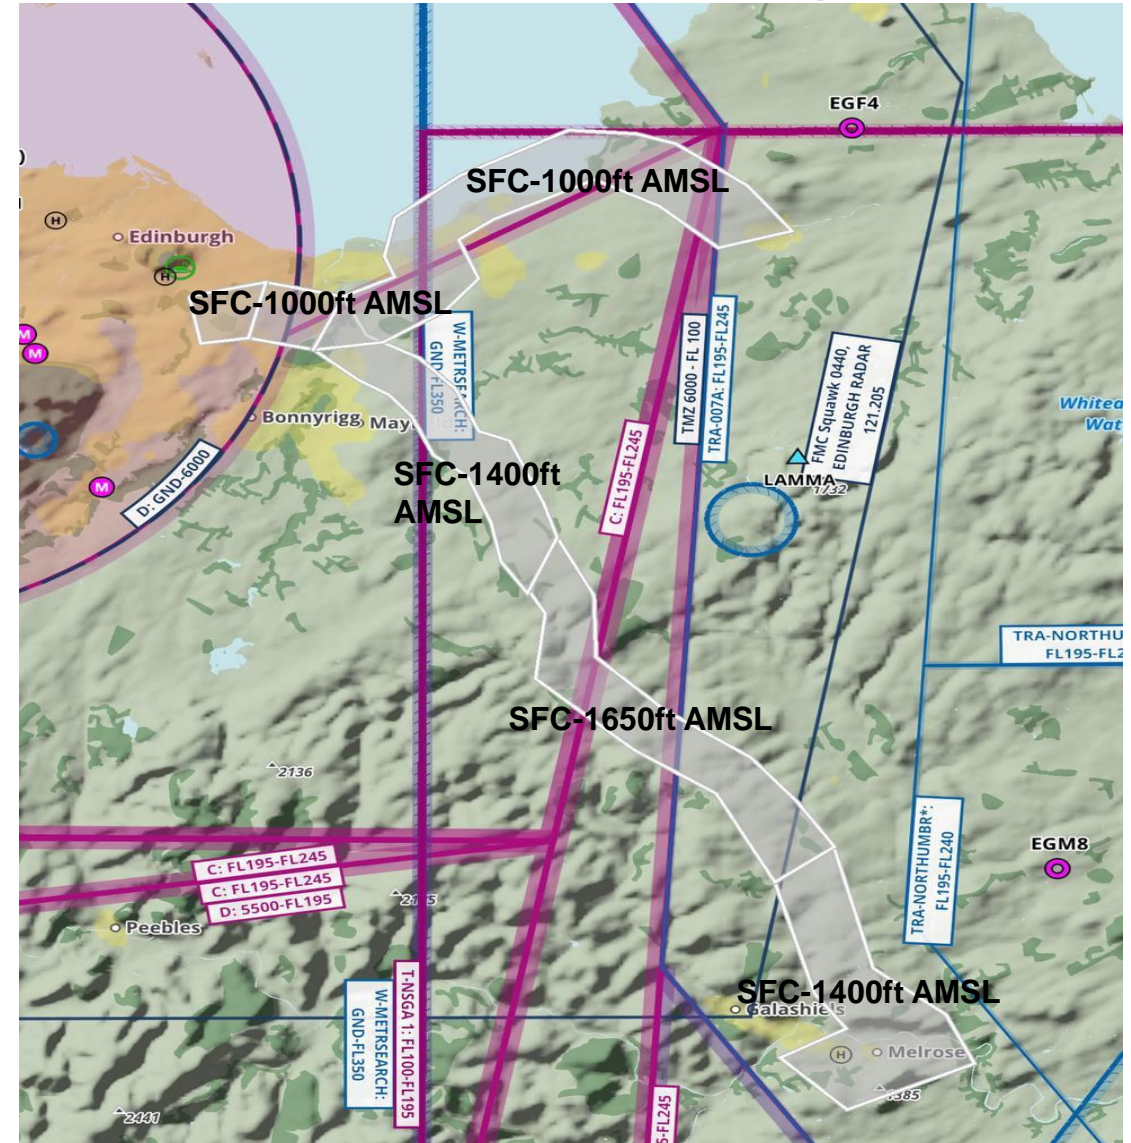 EGF4
SFC-1000ft AMSL
)
H
Edinburgh
H
SFC-1000ft AMSL
M
M
W-METRSEARCH:
GND-FL350
TMZ 6000 - FL 100
TRA-007A: FL195-FL245
FMC Squawk 0440,
EDINBURGH RADAR
121.205
Whitea
Wat
Bonnyrigg
C: FL195-FL245
SFC-1400ft
AMSL
M
D: GND-6000
LAMMA
1732
TRA-NORTHU
FL195-FL2
SFC-1650ft AMSL
2136
TRA-NORTHUMBR*:
FL195-FL240
EGM8
C: FL195-FL245
C: FL195-FL245
D: 5500-FL195
Peebles
T-NSGA 1: FL100-FL195
W-METRSEARCH:
GND-FL350
SFC-1400ft AMSL
Galashiels
H
Melrose
2441
5-FL245